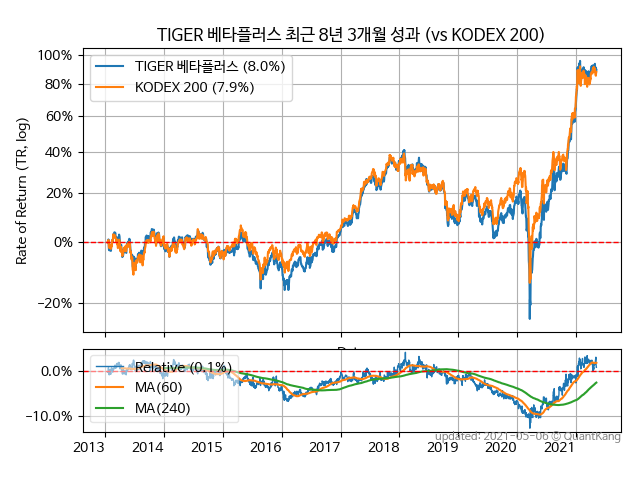 TIGER 베타플러스 최근 8년 3개월 성과 (vs KODEX 200)
Rate of Return (TR, log)
100%
80%
60%
40%
20%
0%
−20%
TIGER 베타플러스 (8.0%)
KODEX 200 (7.9%)
0.0%
−10.0%
Relative (0.1%)
MA(60)
MA(240)
2013 2014 2015 2016 2017 2018 2019 2020 2021
updated: 2021-05-06 © QuantKang